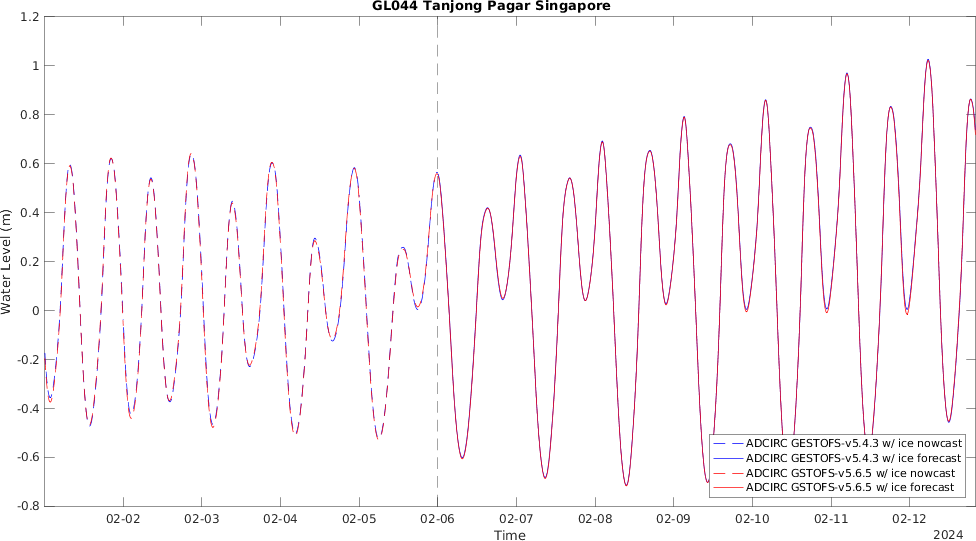 GL044 Tanjong Pagar Singapore
1.2
1
0.8
0.6
0.4
0.2
0
-0.2
-0.4
-0.6
-0.8
Water Level (m)
ADCIRC GESTOFS-v5.4.3 w/ ice nowcast
ADCIRC GESTOFS-v5.4.3 w/ ice forecast
ADCIRC GSTOFS-v5.6.5 w/ ice nowcast
ADCIRC GSTOFS-v5.6.5 w/ ice forecast
02-02 02-03 02-04 02-05 02-06 02-07 02-08 02-09 02-10 02-11 02-12
Time
2024